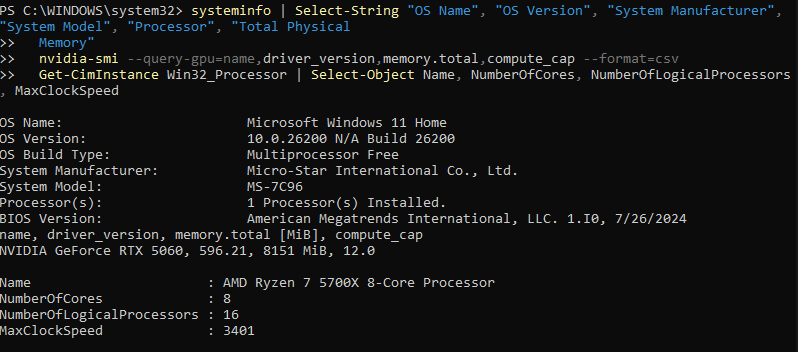 PS C:\WINDOWS\system32> systeminfo | Select-String "OS Name", "OS Version", "System Manufacturer",
"System Model", "Processor", "Total Physical
>>   Memory"
>>   nvidia-smi --query-gpu=name,driver_version,memory.total,compute_cap --format=csv
>>   Get-CimInstance Win32_Processor | Select-Object Name, NumberOfCores, NumberOfLogicalProcessors
, MaxClockSpeed
OS Name:                       Microsoft Windows 11 Home
OS Version:                    10.0.26200 N/A Build 26200
OS Build Type:                 Multiprocessor Free
System Manufacturer:           Micro-Star International Co., Ltd.
System Model:                  MS-7C96
Processor(s):                  1 Processor(s) Installed.
BIOS Version:                  American Megatrends International, LLC. 1.I0, 7/26/2024
name, driver_version, memory.total [MiB], compute_cap
NVIDIA GeForce RTX 5060, 596.21, 8151 MiB, 12.0
Name                      : AMD Ryzen 7 5700X 8-Core Processor
NumberOfCores             : 8
NumberOfLogicalProcessors : 16
MaxClockSpeed             : 3401